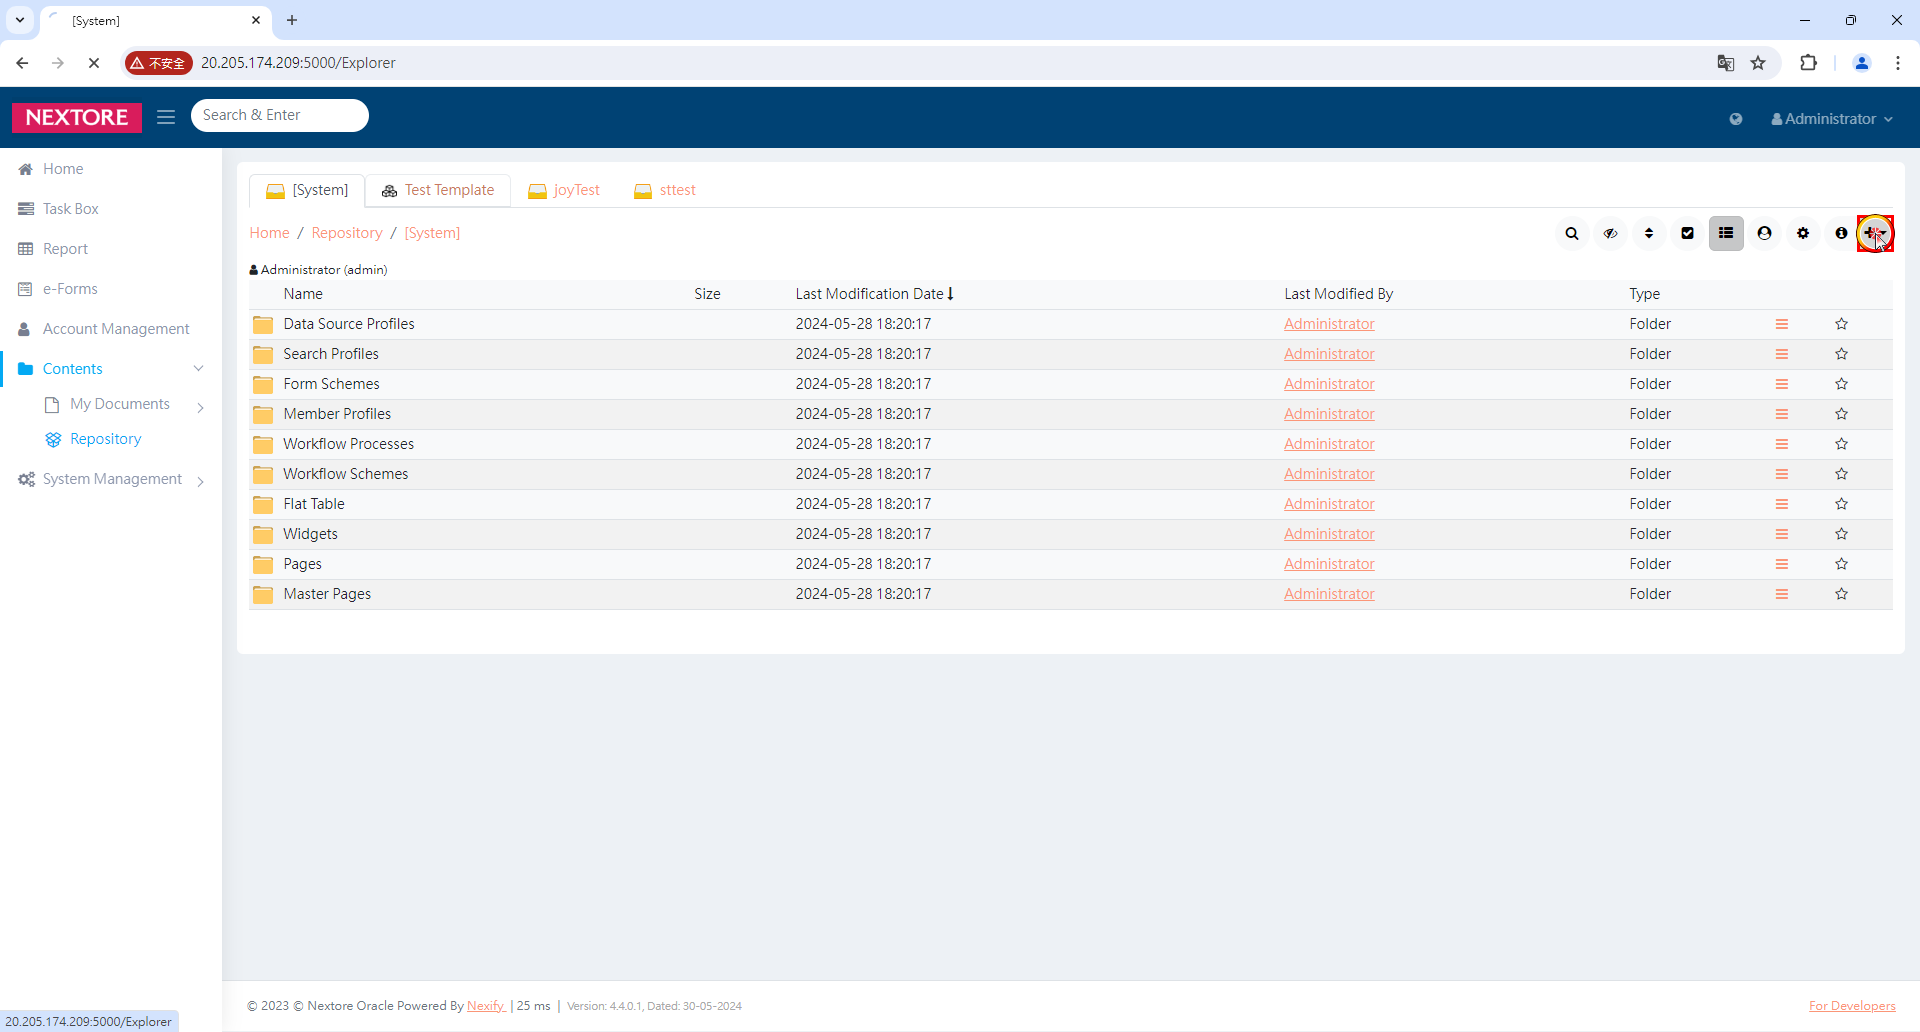 [System]
不安全
20.205.174.209:5000/Explorer
NEXTORE
Search & Enter
Administrator
Home
Task Box
Report
e-Forms
Account Management
Contents
My Documents
Repository
System Management
[System] Test Template joyTest sttest
Home / Repository / [System]
Administrator (admin)
Name Size Last Modification Date Last Modified By Type
Data Source Profiles 2024-05-28 18:20:17 Administrator Folder
Search Profiles 2024-05-28 18:20:17 Administrator Folder
Form Schemes 2024-05-28 18:20:17 Administrator Folder
Member Profiles 2024-05-28 18:20:17 Administrator Folder
Workflow Processes 2024-05-28 18:20:17 Administrator Folder
Workflow Schemes 2024-05-28 18:20:17 Administrator Folder
Flat Table 2024-05-28 18:20:17 Administrator Folder
Widgets 2024-05-28 18:20:17 Administrator Folder
Pages 2024-05-28 18:20:17 Administrator Folder
Master Pages 2024-05-28 18:20:17 Administrator Folder
© 2023 © Nextore Oracle Powered By Nexify | 25 ms | Version: 4.4.0.1, Dated: 30-05-2024
For Developers
20.205.174.209:5000/Explorer